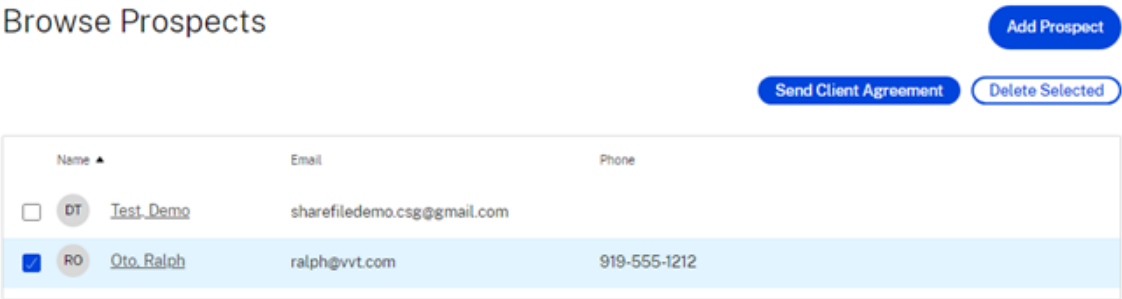 Browse Prospects
Add Prospect
Send Client Agreement Delete Selected
Name ▲ Email Phone
DT Test, Demo sharefiledemo.csg@gmail.com
RO Oto, Ralph ralph@vvt.com 919-555-1212